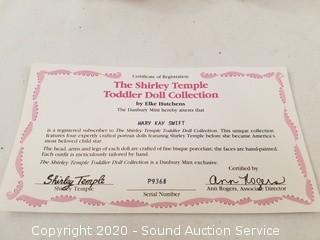 Certificate of Registration
The Shirley Temple
Toddler Doll Collection
by Elke Hutchens
The Danbury Mint hereby attests that
MARY KAY SWIFT
is a registered subscriber to The Shirley Temple Toddler Doll Collection. This unique collection
features four expertly crafted portrait dolls featuring Shirley Temple before she became America's
most beloved child star.
The head, arms and legs of each doll are crafted of fine bisque porcelain; the faces are hand-painted.
Each outfit is meticulously tailored by hand.
The Shirley Temple Toddler Doll Collection is a Danbury Mint exclusive.
Certified by
Shirley Temple P9368 Ann Rogers
Shirley Temple Serial Number Ann Rogers, Associate Director
Copyright 2020 - Sound Auction Service